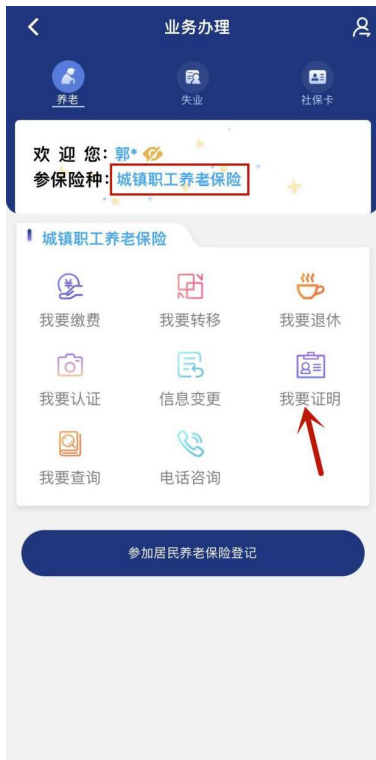 业务办理
养老 失业 社保卡
欢 迎 您：郭*
参保险种：城镇职工养老保险
城镇职工养老保险
我要缴费 我要转移 我要退休
我要认证 信息变更 我要证明
我要查询 电话咨询
参加居民养老保险登记